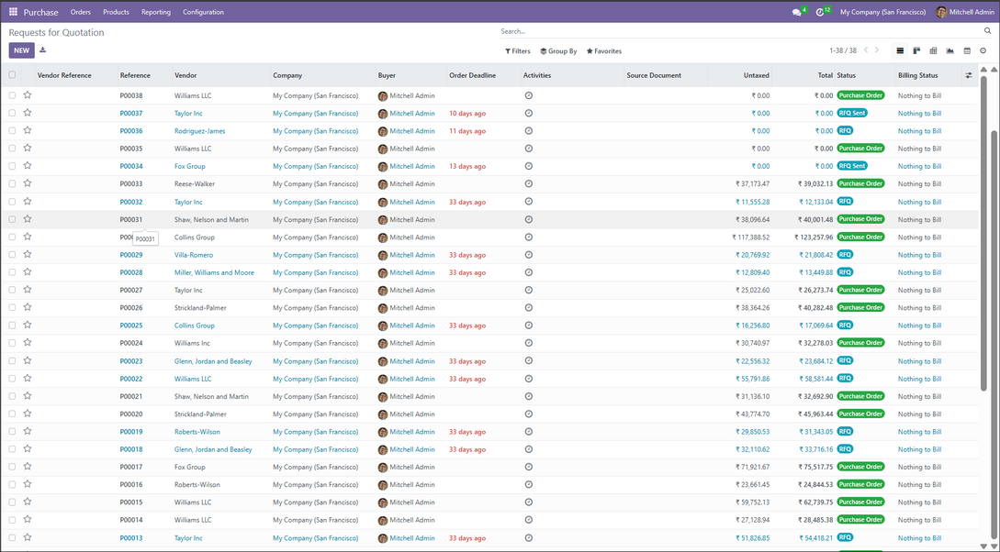 Purchase Orders Products Reporting Configuration 4 12 My Company (San Francisco) Mitchell Admin
Requests for Quotation Search...
NEW Filters Group By Favorites 1-38 / 38
Vendor Reference Reference Vendor Company Buyer Order Deadline Activities Source Document Untaxed Total Status Billing Status
P00038 Williams LLC My Company (San Francisco) Mitchell Admin ₹ 0.00 ₹ 0.00 Purchase Order Nothing to Bill
P00037 Taylor Inc My Company (San Francisco) Mitchell Admin 10 days ago ₹ 0.00 ₹ 0.00 RFQ Sent Nothing to Bill
P00036 Rodriguez-James My Company (San Francisco) Mitchell Admin 11 days ago ₹ 0.00 ₹ 0.00 RFQ Nothing to Bill
P00035 Williams LLC My Company (San Francisco) Mitchell Admin ₹ 0.00 ₹ 0.00 Purchase Order Nothing to Bill
P00034 Fox Group My Company (San Francisco) Mitchell Admin 13 days ago ₹ 0.00 ₹ 0.00 RFQ Sent Nothing to Bill
P00033 Reese-Walker My Company (San Francisco) Mitchell Admin ₹ 37,173.47 ₹ 39,032.13 Purchase Order Nothing to Bill
P00032 Taylor Inc My Company (San Francisco) Mitchell Admin 33 days ago ₹ 11,555.28 ₹ 12,133.04 RFQ Nothing to Bill
P00031 Shaw, Nelson and Martin My Company (San Francisco) Mitchell Admin ₹ 38,096.64 ₹ 40,001.48 Purchase Order Nothing to Bill
P00 P00031 Collins Group My Company (San Francisco) Mitchell Admin ₹ 117,388.52 ₹ 123,257.96 Purchase Order Nothing to Bill
P00029 Villa-Romero My Company (San Francisco) Mitchell Admin 33 days ago ₹ 20,769.92 ₹ 21,808.42 RFQ Nothing to Bill
P00028 Miller, Williams and Moore My Company (San Francisco) Mitchell Admin 33 days ago ₹ 12,809.40 ₹ 13,449.88 RFQ Nothing to Bill
P00027 Taylor Inc My Company (San Francisco) Mitchell Admin ₹ 25,022.60 ₹ 26,273.74 Purchase Order Nothing to Bill
P00026 Strickland-Palmer My Company (San Francisco) Mitchell Admin ₹ 38,364.26 ₹ 40,282.48 Purchase Order Nothing to Bill
P00025 Collins Group My Company (San Francisco) Mitchell Admin 33 days ago ₹ 16,256.80 ₹ 17,069.64 RFQ Nothing to Bill
P00024 Williams Inc My Company (San Francisco) Mitchell Admin ₹ 30,740.97 ₹ 32,278.03 Purchase Order Nothing to Bill
P00023 Glenn, Jordan and Beasley My Company (San Francisco) Mitchell Admin 33 days ago ₹ 22,556.32 ₹ 23,684.12 RFQ Nothing to Bill
P00022 Williams LLC My Company (San Francisco) Mitchell Admin 33 days ago ₹ 55,791.86 ₹ 58,581.44 RFQ Nothing to Bill
P00021 Shaw, Nelson and Martin My Company (San Francisco) Mitchell Admin ₹ 31,136.10 ₹ 32,692.90 Purchase Order Nothing to Bill
P00020 Strickland-Palmer My Company (San Francisco) Mitchell Admin ₹ 43,774.70 ₹ 45,963.44 Purchase Order Nothing to Bill
P00019 Roberts-Wilson My Company (San Francisco) Mitchell Admin 33 days ago ₹ 29,850.53 ₹ 31,343.05 RFQ Nothing to Bill
P00018 Glenn, Jordan and Beasley My Company (San Francisco) Mitchell Admin 33 days ago ₹ 32,110.62 ₹ 33,716.16 RFQ Nothing to Bill
P00017 Fox Group My Company (San Francisco) Mitchell Admin ₹ 71,921.67 ₹ 75,517.75 Purchase Order Nothing to Bill
P00016 Roberts-Wilson My Company (San Francisco) Mitchell Admin ₹ 23,661.45 ₹ 24,844.53 Purchase Order Nothing to Bill
P00015 Williams LLC My Company (San Francisco) Mitchell Admin ₹ 59,752.13 ₹ 62,739.75 Purchase Order Nothing to Bill
P00014 Williams LLC My Company (San Francisco) Mitchell Admin ₹ 27,128.94 ₹ 28,485.38 Purchase Order Nothing to Bill
P00013 Taylor Inc My Company (San Francisco) Mitchell Admin 33 days ago ₹ 51,826.85 ₹ 54,418.21 RFQ Nothing to Bill